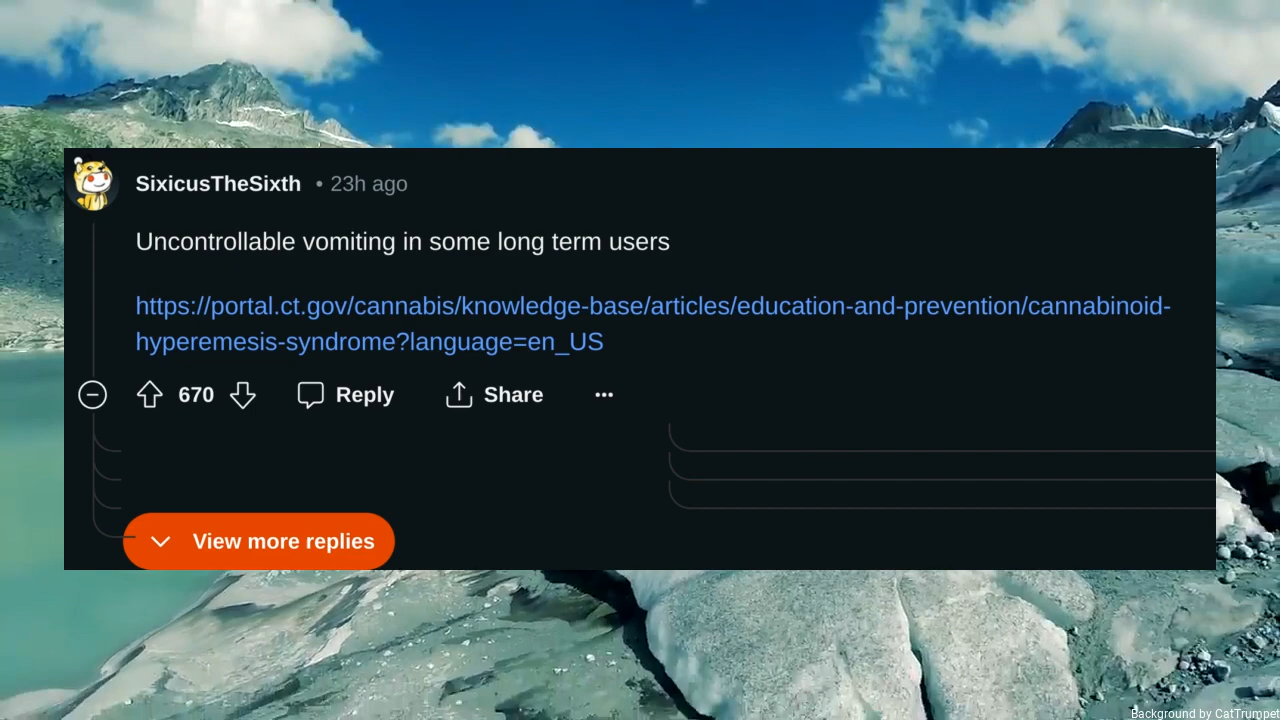 SixicusTheSixth • 23h ago
Uncontrollable vomiting in some long term users
https://portal.ct.gov/cannabis/knowledge-base/articles/education-and-prevention/cannabinoid-
hyperemesis-syndrome?language=en_US
670 Reply Share •••
View more replies
Background by CatTrumpet